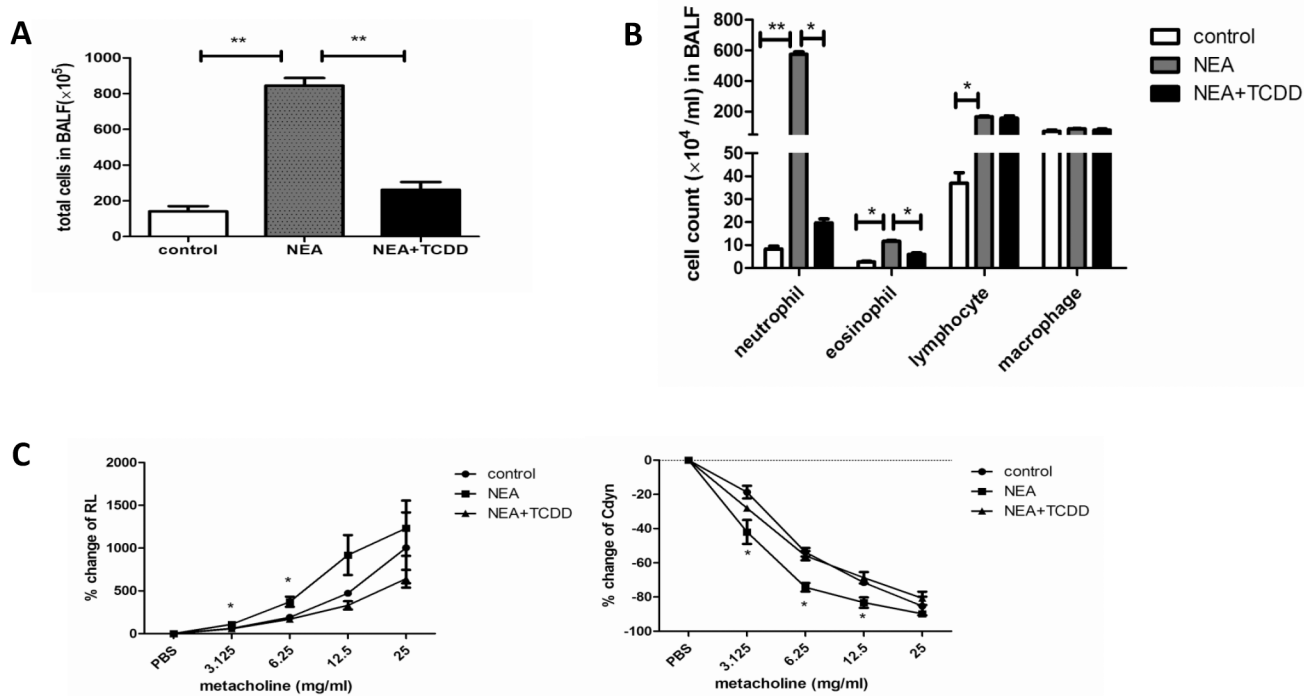 A
** **
total cells in BALF(×10⁵)
1000
800
600
400
200
0
control NEA NEA+TCDD
B
cell count (×10⁴ /ml) in BALF
800
600
400
200
50
40
30
20
10
0
** *
* *
*
neutrophil
eosinophil
lymphocyte
macrophage
control
NEA
NEA+TCDD
C
% change of RL
2000
1500
1000
500
0
* *
PBS 3.125 6.25 12.5 25
metacholine (mg/ml)
control
NEA
NEA+TCDD
% change of Cdyn
0
-20
-40
-60
-80
-100
* * *
PBS 3.125 6.25 12.5 25
metacholine (mg/ml)
control
NEA
NEA+TCDD